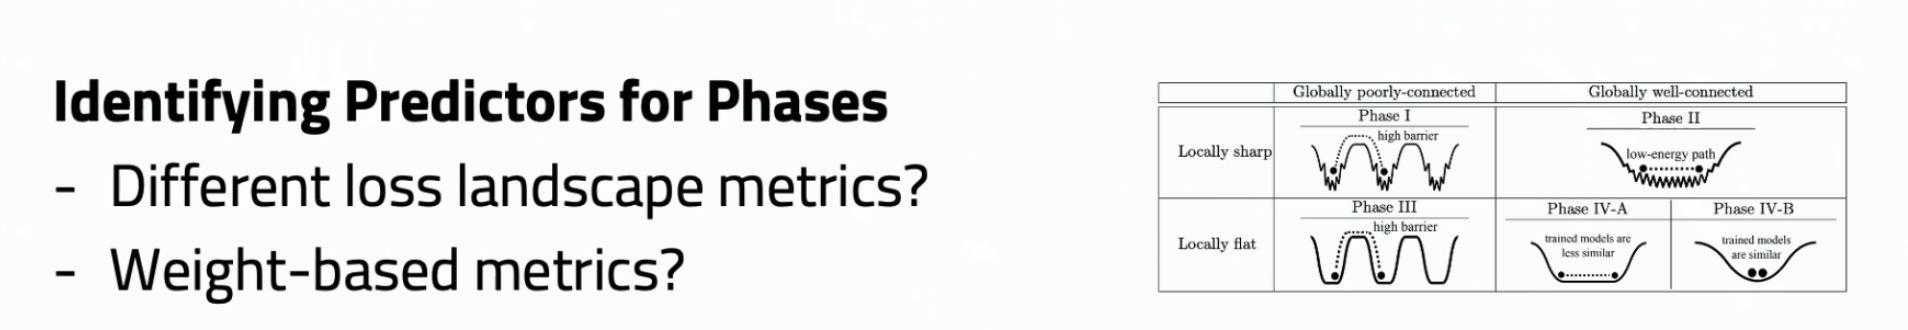 Identifying Predictors for Phases
- Different loss landscape metrics?
- Weight-based metrics?
Globally poorly-connected
Globally well-connected
Locally sharp
Phase I
high barrier
Phase II
low-energy path
Locally flat
Phase III
high barrier
Phase IV-A
trained models are
less similar
Phase IV-B
trained models
are similar